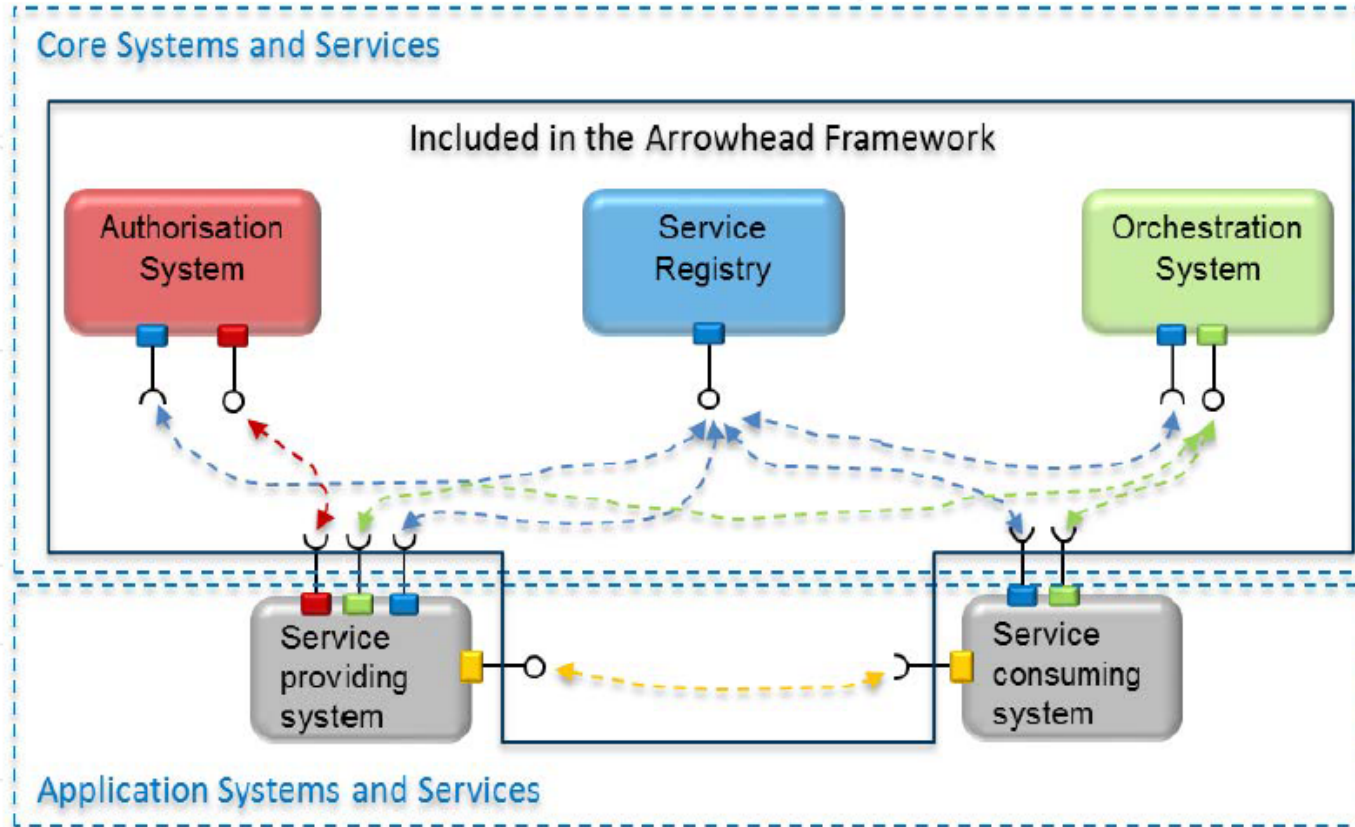 Core Systems and Services
Included in the Arrowhead Framework
Authorisation
System
Service
Registry
Orchestration
System
Service
providing
system
Service
consuming
system
Application Systems and Services